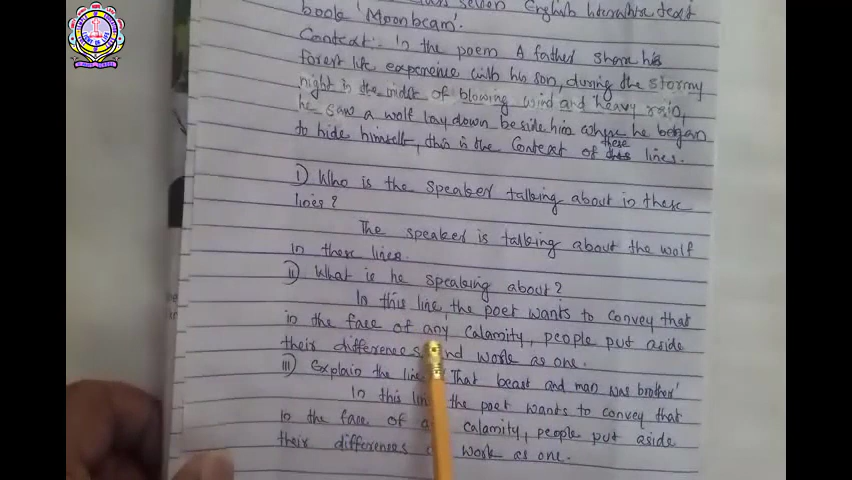 seven English literature text
book 'Moonbeam'.
Context:- In the poem A father share his
forest life experience with his son, during the stormy
night in the midst of blowing wind and heavy rain,
he saw a wolf lay down beside him where he began
to hide himself, this is the context of these lines.
i) Who is the speaker talking about in these
lines?
The speaker is talking about the wolf
in these lines.
ii) What is he speaking about?
In this line, the poet wants to convey that
in the face of any calamity, people put aside
their differences and work as one.
iii) Explain the line 'That beast and man was brother'
In this line the poet wants to convey that
in the face of calamity, people put aside
their differences work as one.